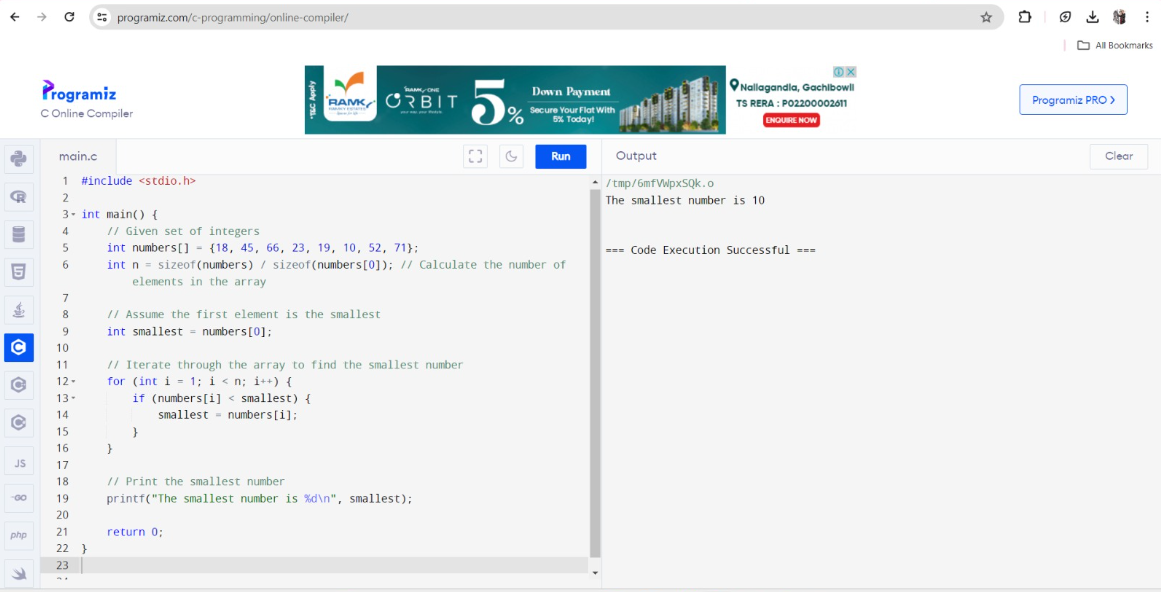 programiz.com/c-programming/online-compiler/
All Bookmarks
Programiz
C Online Compiler
*T&C Apply
RAMKY
RAMKY ONE
ORBIT
5%
Down Payment
Secure Your Flat With
5% Today!
Nallagandla, Gachibowli
TS RERA : P02200002611
ENQUIRE NOW
Programiz PRO >
main.c
Run
Output
Clear
1 #include <stdio.h>
2
3 int main() {
4 // Given set of integers
5 int numbers[] = {18, 45, 66, 23, 19, 10, 52, 71};
6 int n = sizeof(numbers) / sizeof(numbers[0]); // Calculate the number of
elements in the array
7
8 // Assume the first element is the smallest
9 int smallest = numbers[0];
10
11 // Iterate through the array to find the smallest number
12 for (int i = 1; i < n; i++) {
13 if (numbers[i] < smallest) {
14 smallest = numbers[i];
15 }
16 }
17
18 // Print the smallest number
19 printf("The smallest number is %d\n", smallest);
20
21 return 0;
22 }
23
/tmp/6mfVWpxSQk.o
The smallest number is 10
=== Code Execution Successful ===
JS
GO
php